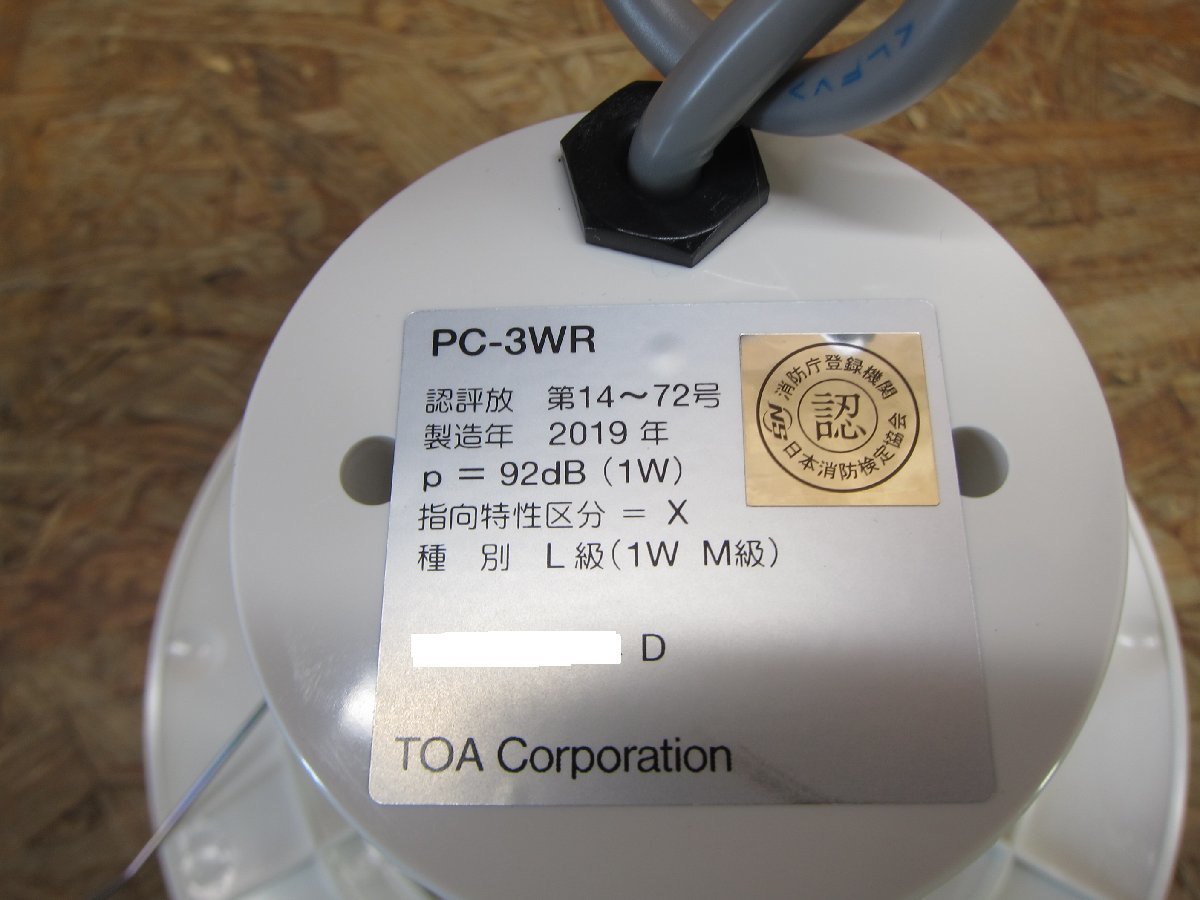 PC-3WR
認評放 第14～72号
製造年 2019 年
p = 92dB (1W)
指向特性区分 = X
種 別 L 級(1W M級)
D
TOA Corporation
消防庁登録機関
認
NS
日本消防検定協会